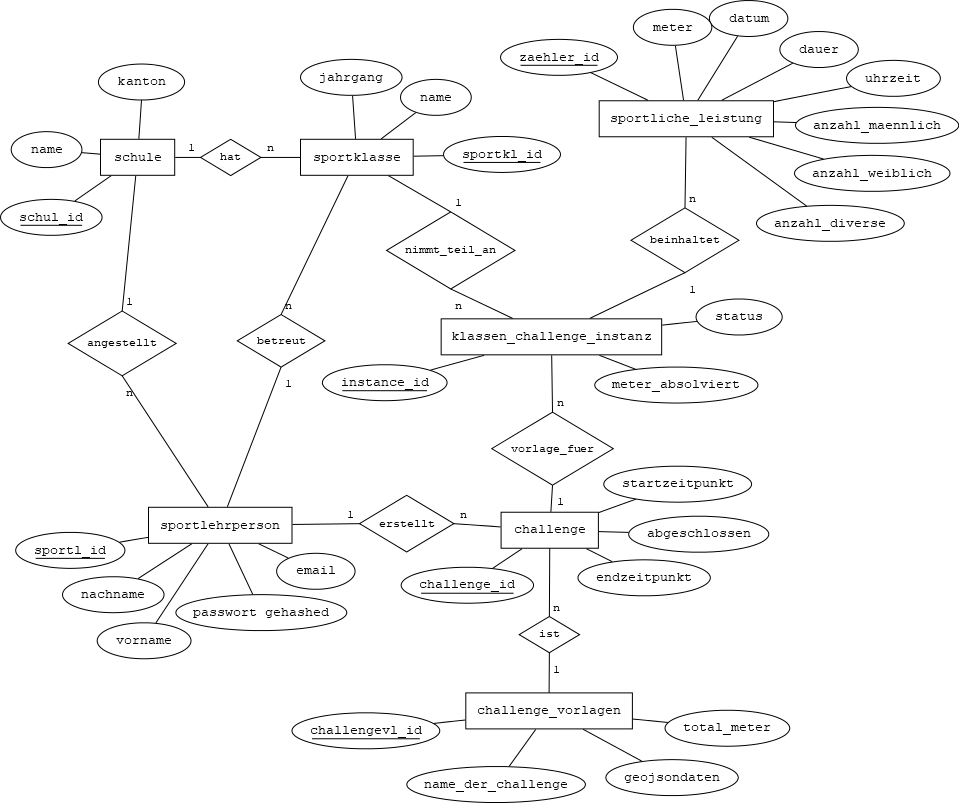 meter
datum
zaehler_id
dauer
uhrzeit
kanton
jahrgang
name
sportliche_leistung
anzahl_maennlich
name
schule
1
hat
n
sportklasse
sportkl_id
anzahl_weiblich
schul_id
1
n
anzahl_diverse
nimmt_teil_an
beinhaltet
1
n
n
1
status
angestellt
betreut
klassen_challenge_instanz
n
1
instance_id
meter_absolviert
n
vorlage_fuer
startzeitpunkt
1
sportlehrperson
1
erstellt
n
challenge
abgeschlossen
sportl_id
email
challenge_id
endzeitpunkt
nachname
passwort gehashed
n
vorname
ist
1
challenge_vorlagen
challengevl_id
total_meter
name_der_challenge
geojsondaten